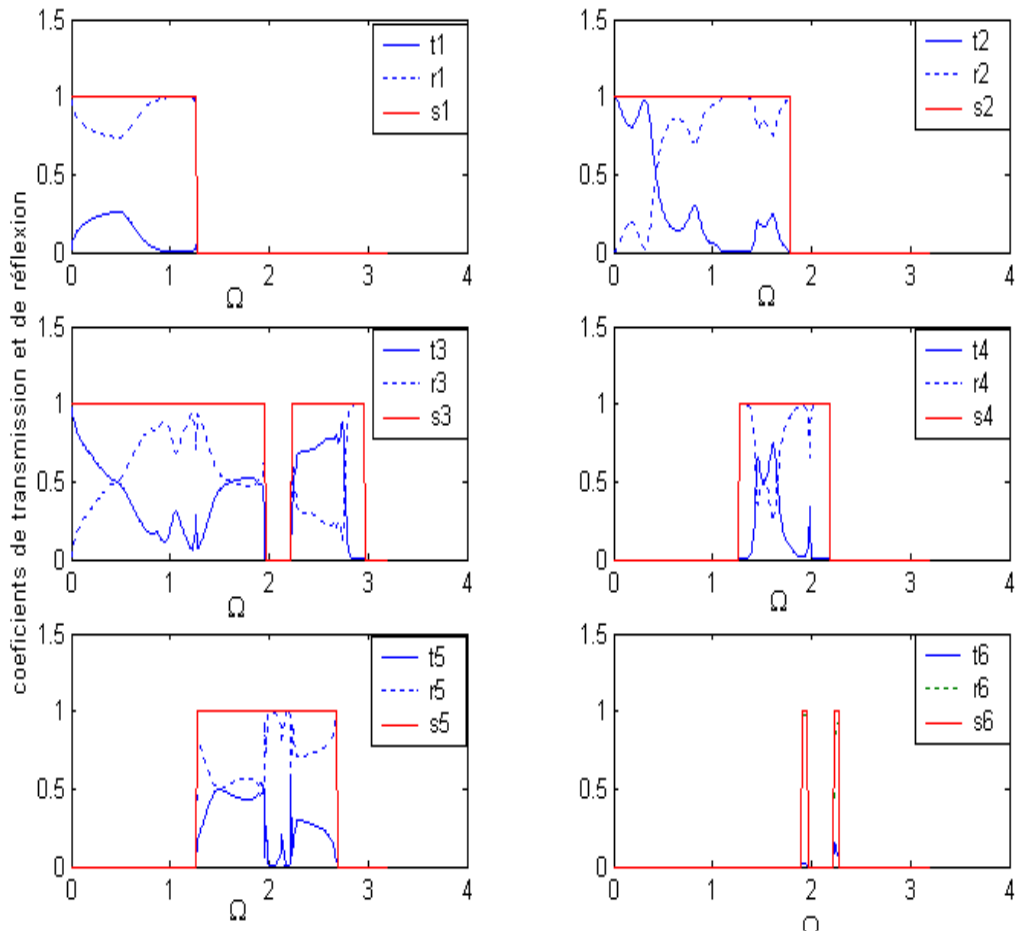 coeficients de transmission et de réflexion
1.5
1
0.5
0
0 1 2 3 4
Ω
t1
r1
s1
1.5
1
0.5
0
0 1 2 3 4
Ω
t2
r2
s2
1.5
1
0.5
0
0 1 2 3 4
Ω
t3
r3
s3
1.5
1
0.5
0
0 1 2 3 4
Ω
t4
r4
s4
1.5
1
0.5
0
0 1 2 3 4
Ω
t5
r5
s5
1.5
1
0.5
0
0 1 2 3 4
Ω
t6
r6
s6